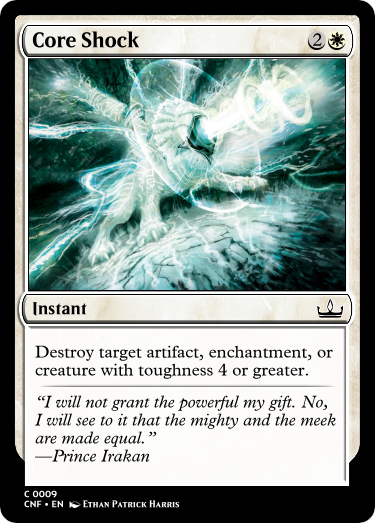 Core Shock 2
Instant
Destroy target artifact, enchantment, or
creature with toughness 4 or greater.
“I will not grant the powerful my gift. No,
I will see to it that the mighty and the meek
are made equal.”
—Prince Irakan
C 0009
CNF • EN Ethan Patrick Harris